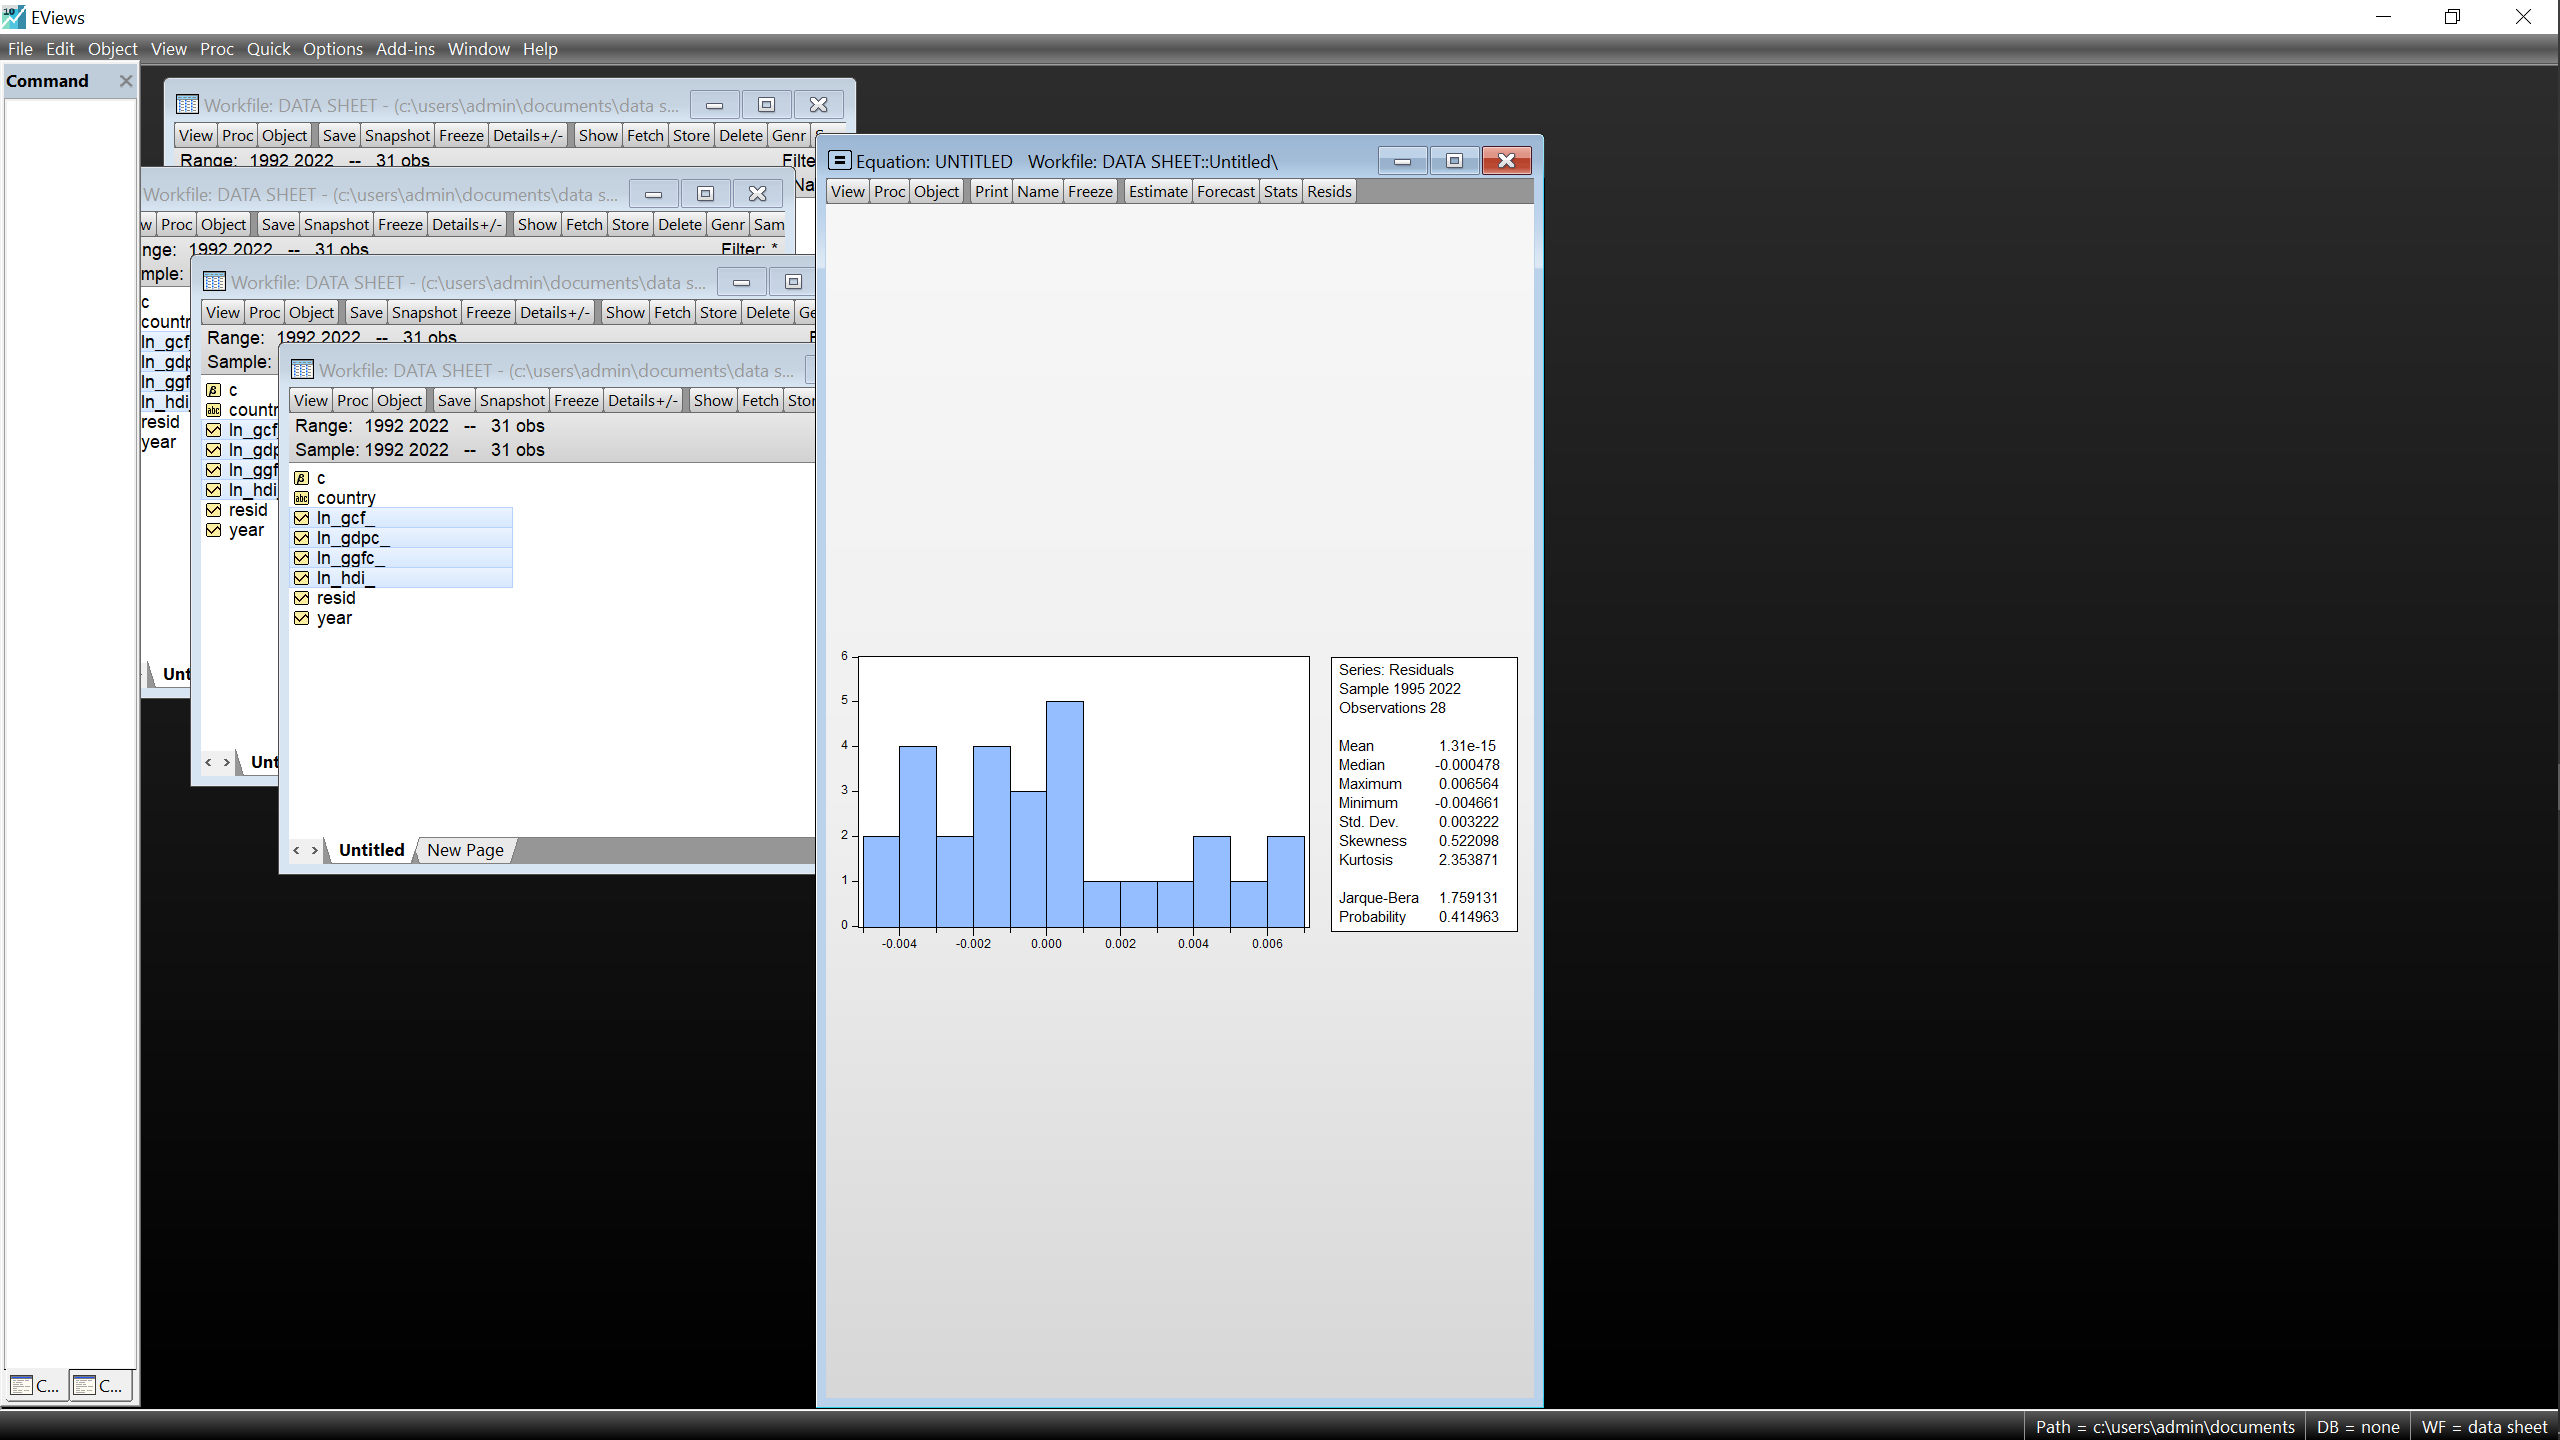 EViews
File Edit Object View Proc Quick Options Add-ins Window Help
Command
Workfile: DATA SHEET - (c:\users\admin\documents\data s...
View Proc Object Save Snapshot Freeze Details+/- Show Fetch Store Delete Genr
Range: 1992 2022 -- 31 obs
Workfile: DATA SHEET - (c:\users\admin\documents\data s...
Proc Object Save Snapshot Freeze Details+/- Show Fetch Store Delete Genr Sam
1992 2022 -- 31 obs Filter: *
c
resid
year
Workfile: DATA SHEET - (c:\users\admin\documents\data s...
View Proc Object Save Snapshot Freeze Details+/- Show Fetch Store Delete
Range: 1992 2022 -- 31 obs
Sample:
c
ln_gcf
ln_gdp
ln_ggf
ln_hdi
resid
year
Workfile: DATA SHEET - (c:\users\admin\documents\data s...
View Proc Object Save Snapshot Freeze Details+/- Show Fetch
Range: 1992 2022 -- 31 obs
Sample: 1992 2022 -- 31 obs
c
country
ln_gcf_
ln_gdpc_
ln_ggfc_
ln_hdi_
resid
year
Untitled New Page
Equation: UNTITLED Workfile: DATA SHEET::Untitled\
View Proc Object Print Name Freeze Estimate Forecast Stats Resids
6
5
4
3
2
1
0
-0.004 -0.002 0.000 0.002 0.004 0.006
Series: Residuals
Sample 1995 2022
Observations 28
Mean 1.31e-15
Median -0.000478
Maximum 0.006564
Minimum -0.004661
Std. Dev. 0.003222
Skewness 0.522098
Kurtosis 2.353871
Jarque-Bera 1.759131
Probability 0.414963
C... C...
Path = c:\users\admin\documents DB = none WF = data sheet